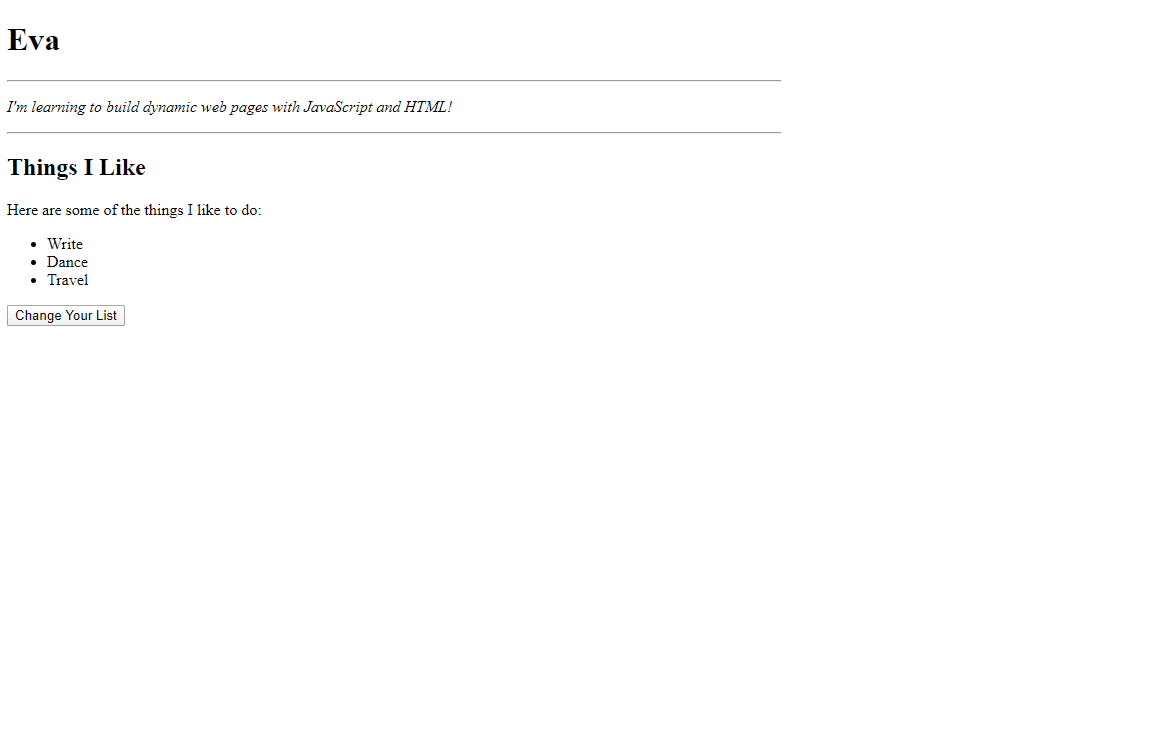 Eva
I'm learning to build dynamic web pages with JavaScript and HTML!
Things I Like
Here are some of the things I like to do:
Write
Dance
Travel
Change Your List